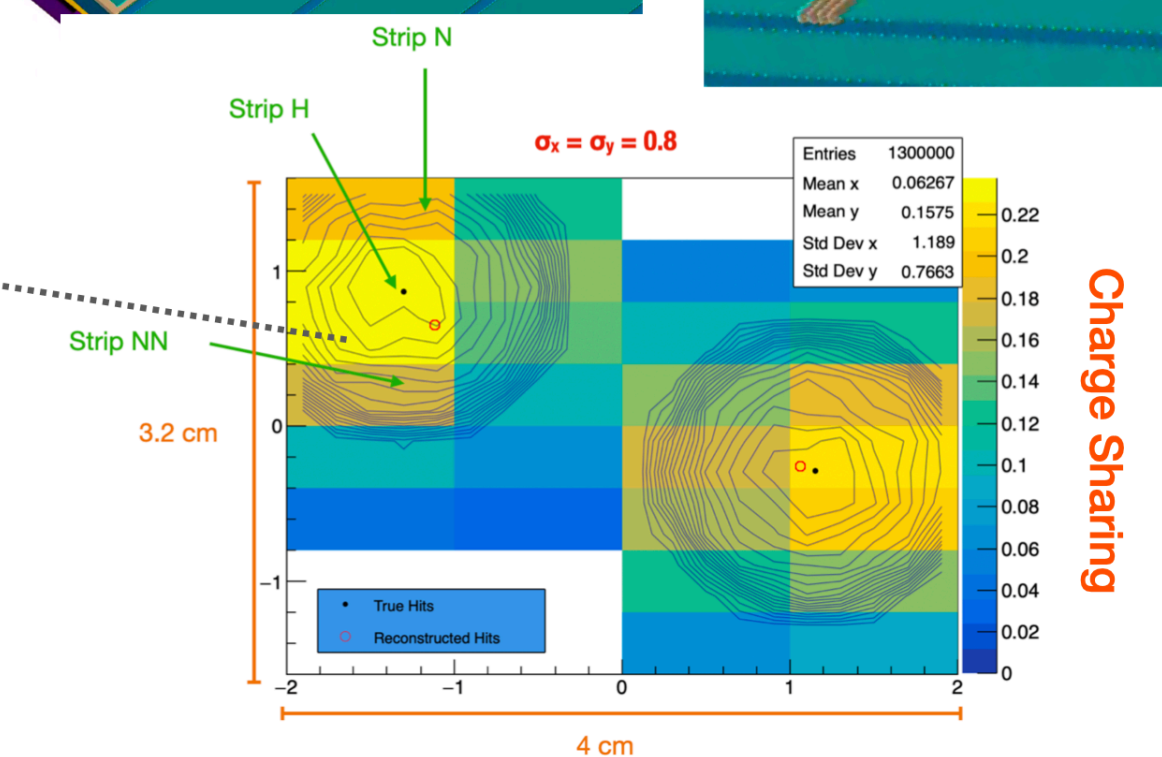 Strip N
Strip H
σx = σy = 0.8
Entries 1300000
Mean x 0.06267
Mean y 0.1575
Std Dev x 1.189
Std Dev y 0.7663
Strip NN
3.2 cm
1
0
−1
True Hits
Reconstructed Hits
−2 −1 0 1 2
4 cm
0.22
0.2
0.18
0.16
0.14
0.12
0.1
0.08
0.06
0.04
0.02
0
Charge Sharing